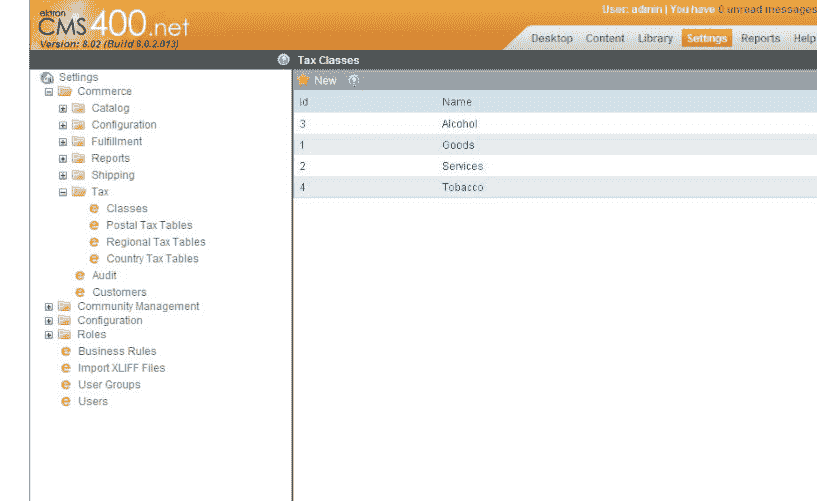 ektron
CMS400.net
Version: 8.02 (Build 8.0.2.013)
User: admin | You have 0 unread messages
Desktop Content Library Settings Reports Help
Tax Classes
New
Settings
Commerce
Catalog
Configuration
Fulfillment
Reports
Shipping
Tax
Classes
Postal Tax Tables
Regional Tax Tables
Country Tax Tables
Audit
Customers
Community Management
Configuration
Roles
Business Rules
Import XLIFF Files
User Groups
Users
Id Name
3 Alcohol
1 Goods
2 Services
4 Tobacco